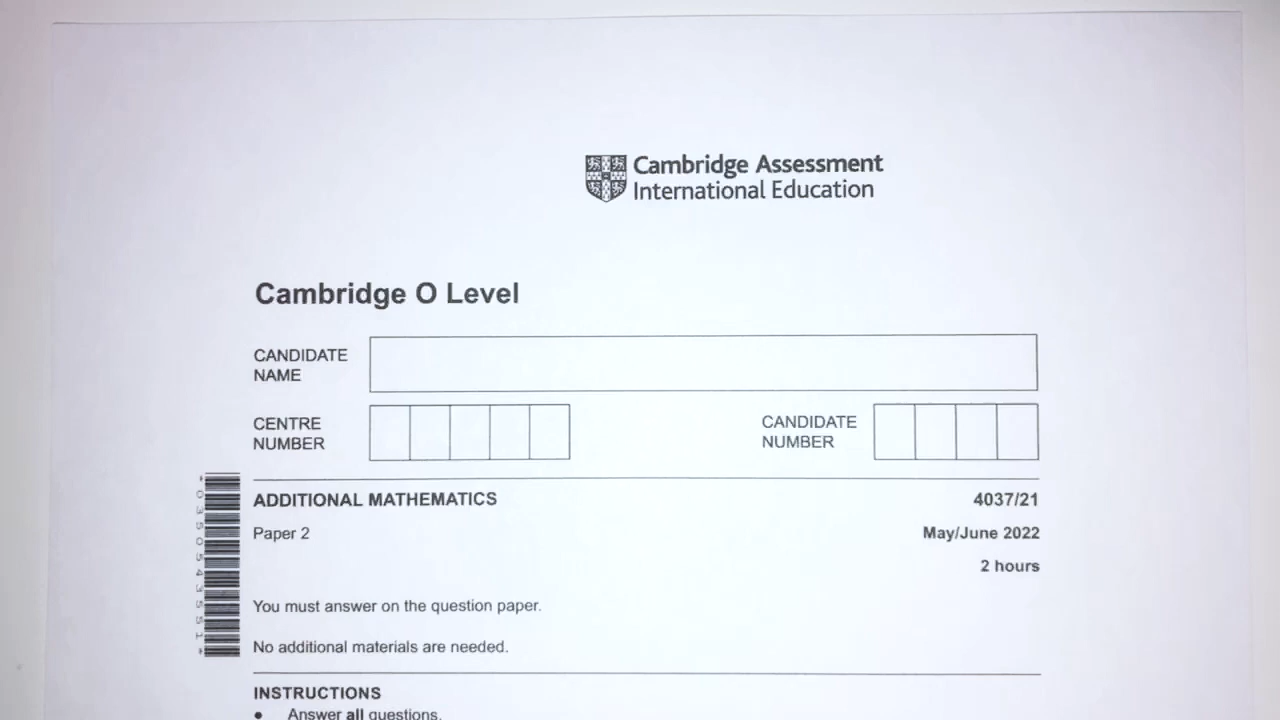 Cambridge Assessment
International Education
Cambridge O Level
CANDIDATE
NAME
CENTRE
NUMBER
CANDIDATE
NUMBER
*0350543551*
ADDITIONAL MATHEMATICS 4037/21
Paper 2 May/June 2022
2 hours
You must answer on the question paper.
No additional materials are needed.
INSTRUCTIONS
● Answer all questions.